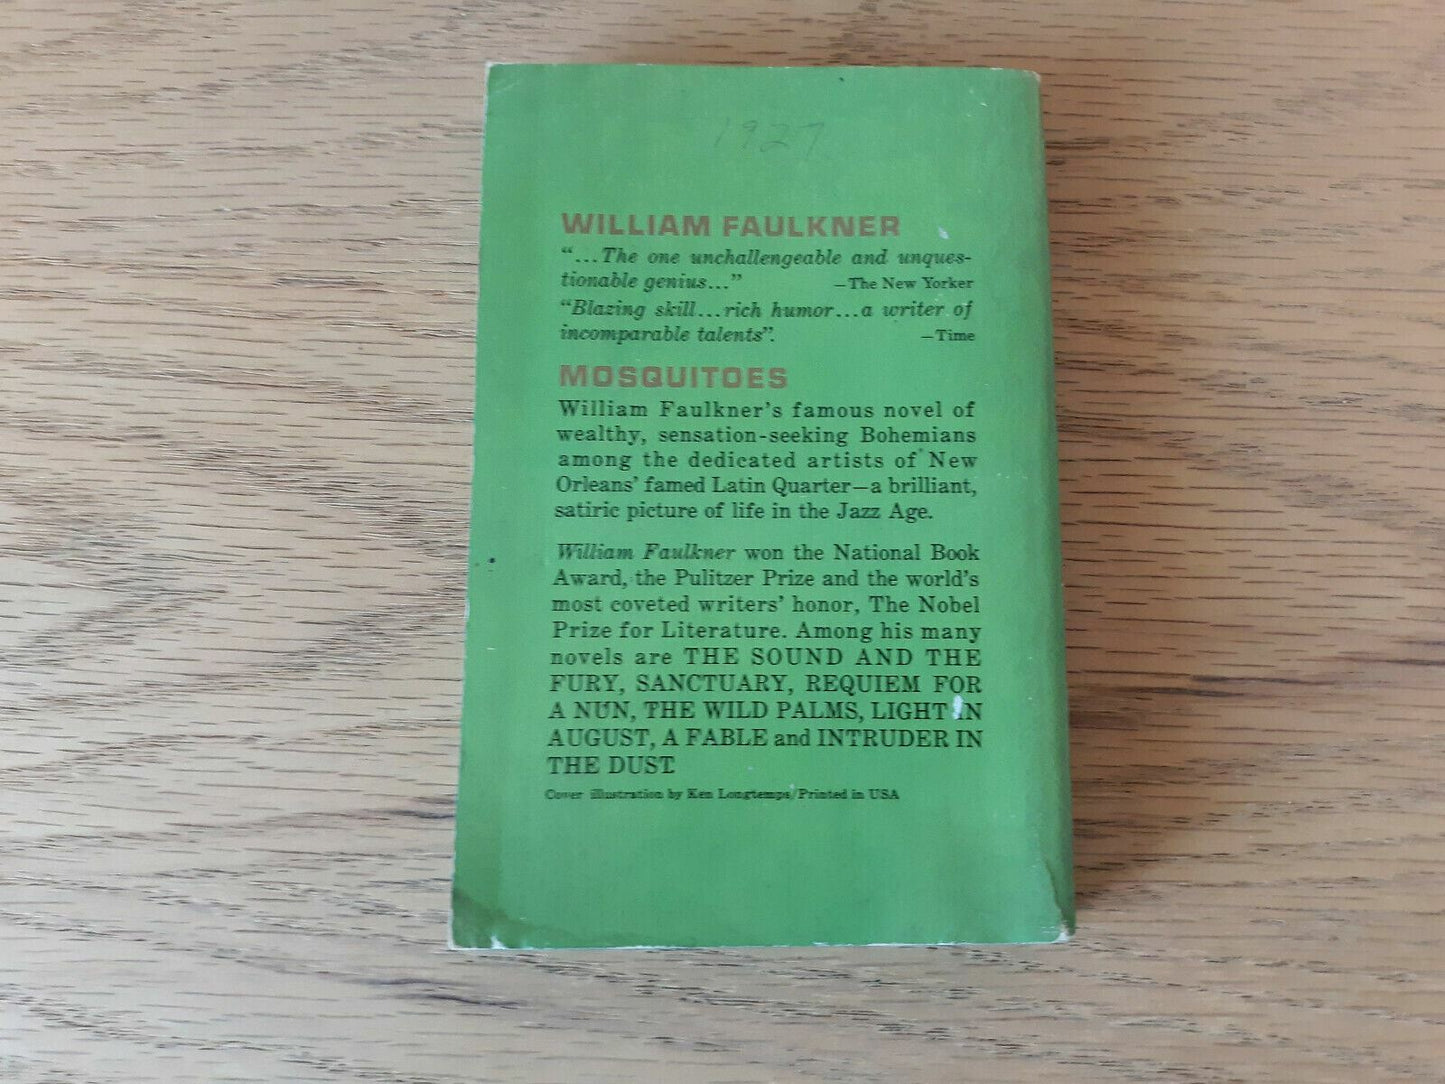 1927
WILLIAM FAULKNER
“...The one unchallengeable and unques-
tionable genius...” —The New Yorker
“Blazing skill...rich humor...a writer of
incomparable talents”. —Time
MOSQUITOES
William Faulkner's famous novel of
wealthy, sensation-seeking Bohemians
among the dedicated artists of New
Orleans' famed Latin Quarter—a brilliant,
satiric picture of life in the Jazz Age.
William Faulkner won the National Book
Award, the Pulitzer Prize and the world's
most coveted writers' honor, The Nobel
Prize for Literature. Among his many
novels are THE SOUND AND THE
FURY, SANCTUARY, REQUIEM FOR
A NUN, THE WILD PALMS, LIGHT IN
AUGUST, A FABLE and INTRUDER IN
THE DUST.
Cover illustration by Ken Longtemps/Printed in USA